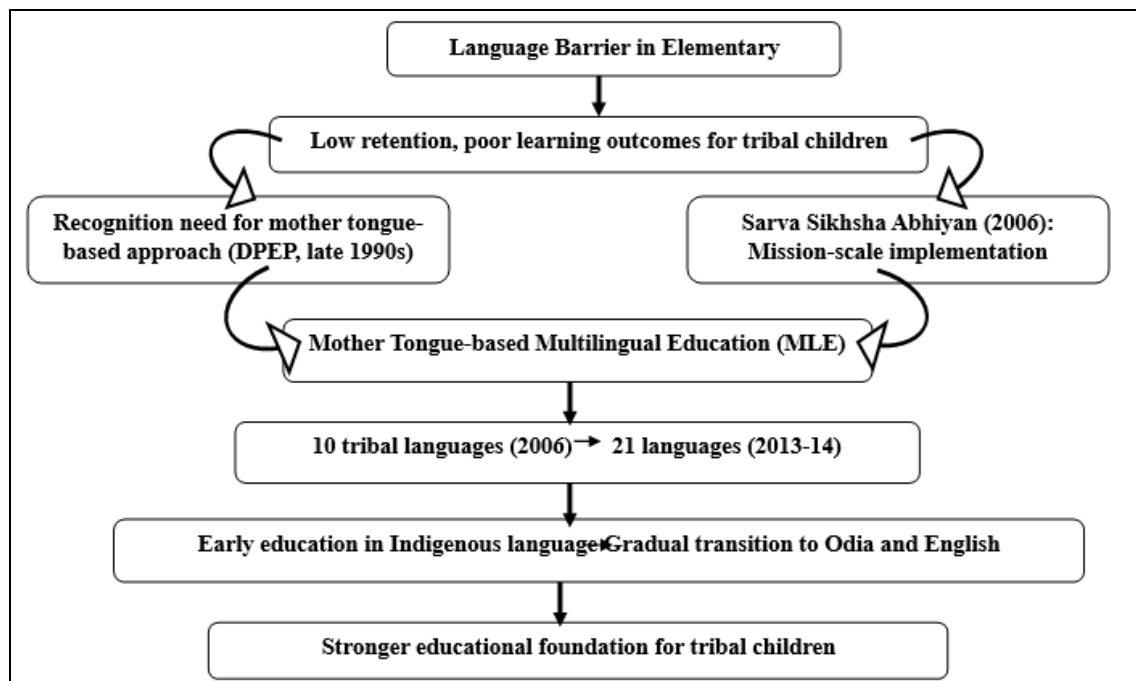 Language Barrier in Elementary
Low retention, poor learning outcomes for tribal children
Recognition need for mother tongue-
based approach (DPEP, late 1990s)
Sarva Sikhsha Abhiyan (2006):
Mission-scale implementation
Mother Tongue-based Multilingual Education (MLE)
10 tribal languages (2006) → 21 languages (2013-14)
Early education in Indigenous language→Gradual transition to Odia and English
Stronger educational foundation for tribal children